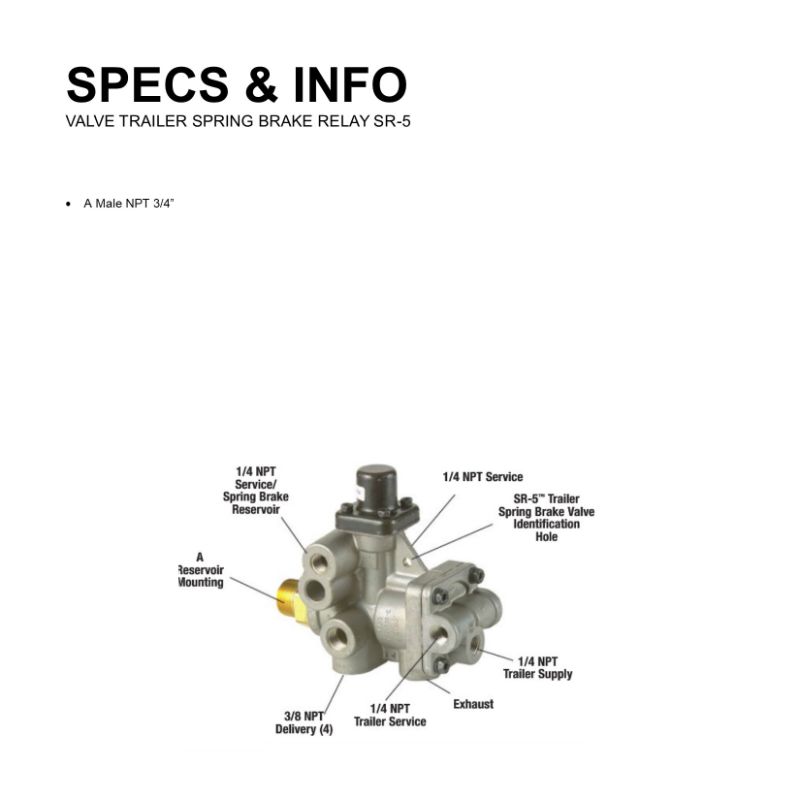 SPECS & INFO
VALVE TRAILER SPRING BRAKE RELAY SR-5
• A Male NPT 3/4”
1/4 NPT
Service/
Spring Brake
Reservoir
1/4 NPT Service
SR-5™ Trailer
Spring Brake Valve
Identification
Hole
A
Reservoir
Mounting
1/4 NPT
Trailer Supply
Exhaust
1/4 NPT
Trailer Service
3/8 NPT
Delivery (4)